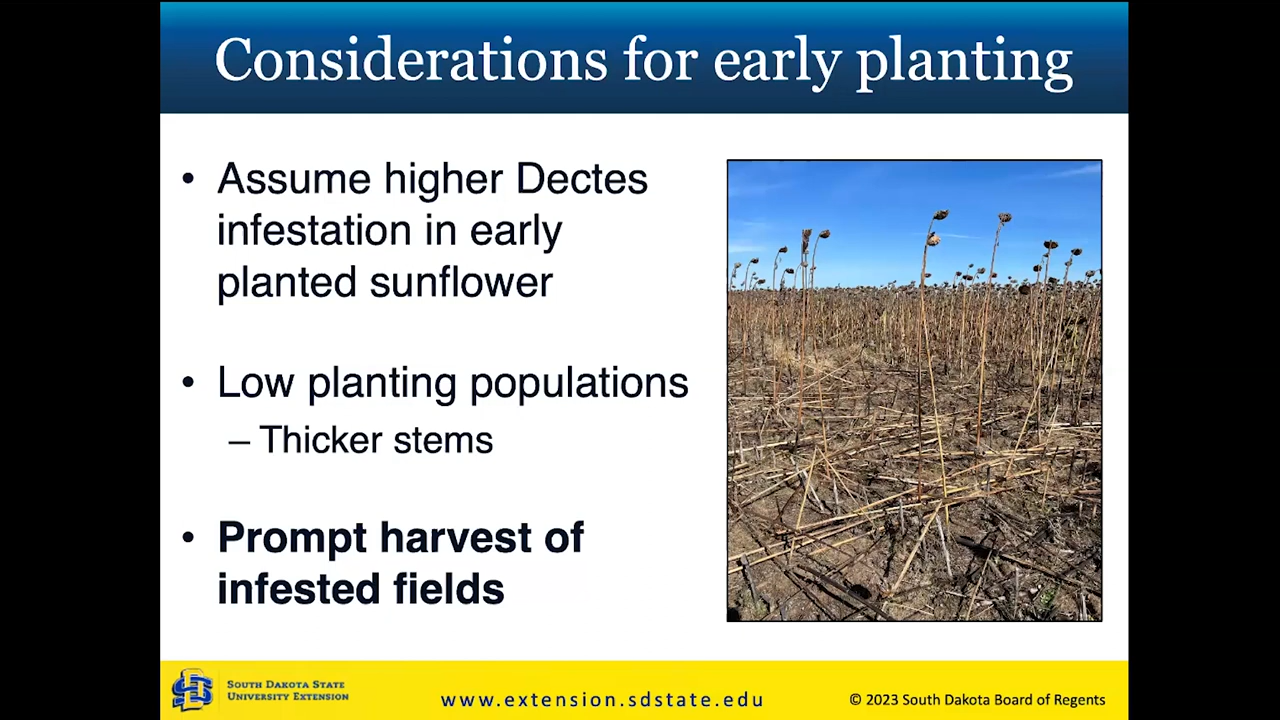 Considerations for early planting
• Assume higher Dectes
infestation in early
planted sunflower
• Low planting populations
– Thicker stems
• Prompt harvest of
infested fields
SOUTH DAKOTA STATE
UNIVERSITY EXTENSION
www.extension.sdstate.edu
© 2023 South Dakota Board of Regents